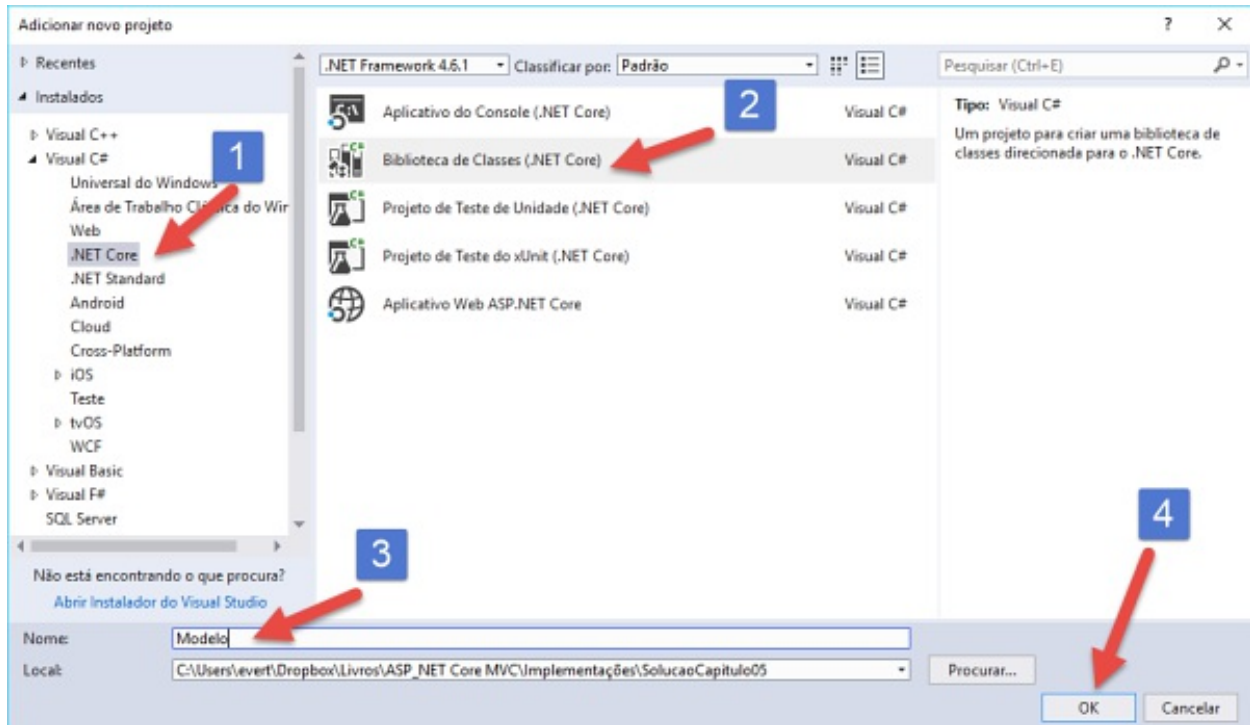 Adicionar novo projeto
?
Recentes
Instalados
Visual C++
Visual C#
Universal do Windows
Área de Trabalho Clássica do Wir
Web
.NET Core
.NET Standard
Android
Cloud
Cross-Platform
iOS
Teste
tvOS
WCF
Visual Basic
Visual F#
SQL Server
Não está encontrando o que procura?
Abrir Instalador do Visual Studio
1
.NET Framework 4.6.1 Classificar por: Padrão
Aplicativo do Console (.NET Core) Visual C#
2
Biblioteca de Classes (.NET Core) Visual C#
Projeto de Teste de Unidade (.NET Core) Visual C#
Projeto de Teste do xUnit (.NET Core) Visual C#
Aplicativo Web ASP.NET Core Visual C#
Pesquisar (Ctrl+E)
Tipo: Visual C#
Um projeto para criar uma biblioteca de
classes direcionada para o .NET Core.
3
4
Nome: Modelo
Local: C:\Users\evert\Dropbox\Livros\ASP_NET Core MVC\Implementações\SolucaoCapitulo05 Procurar...
OK Cancelar